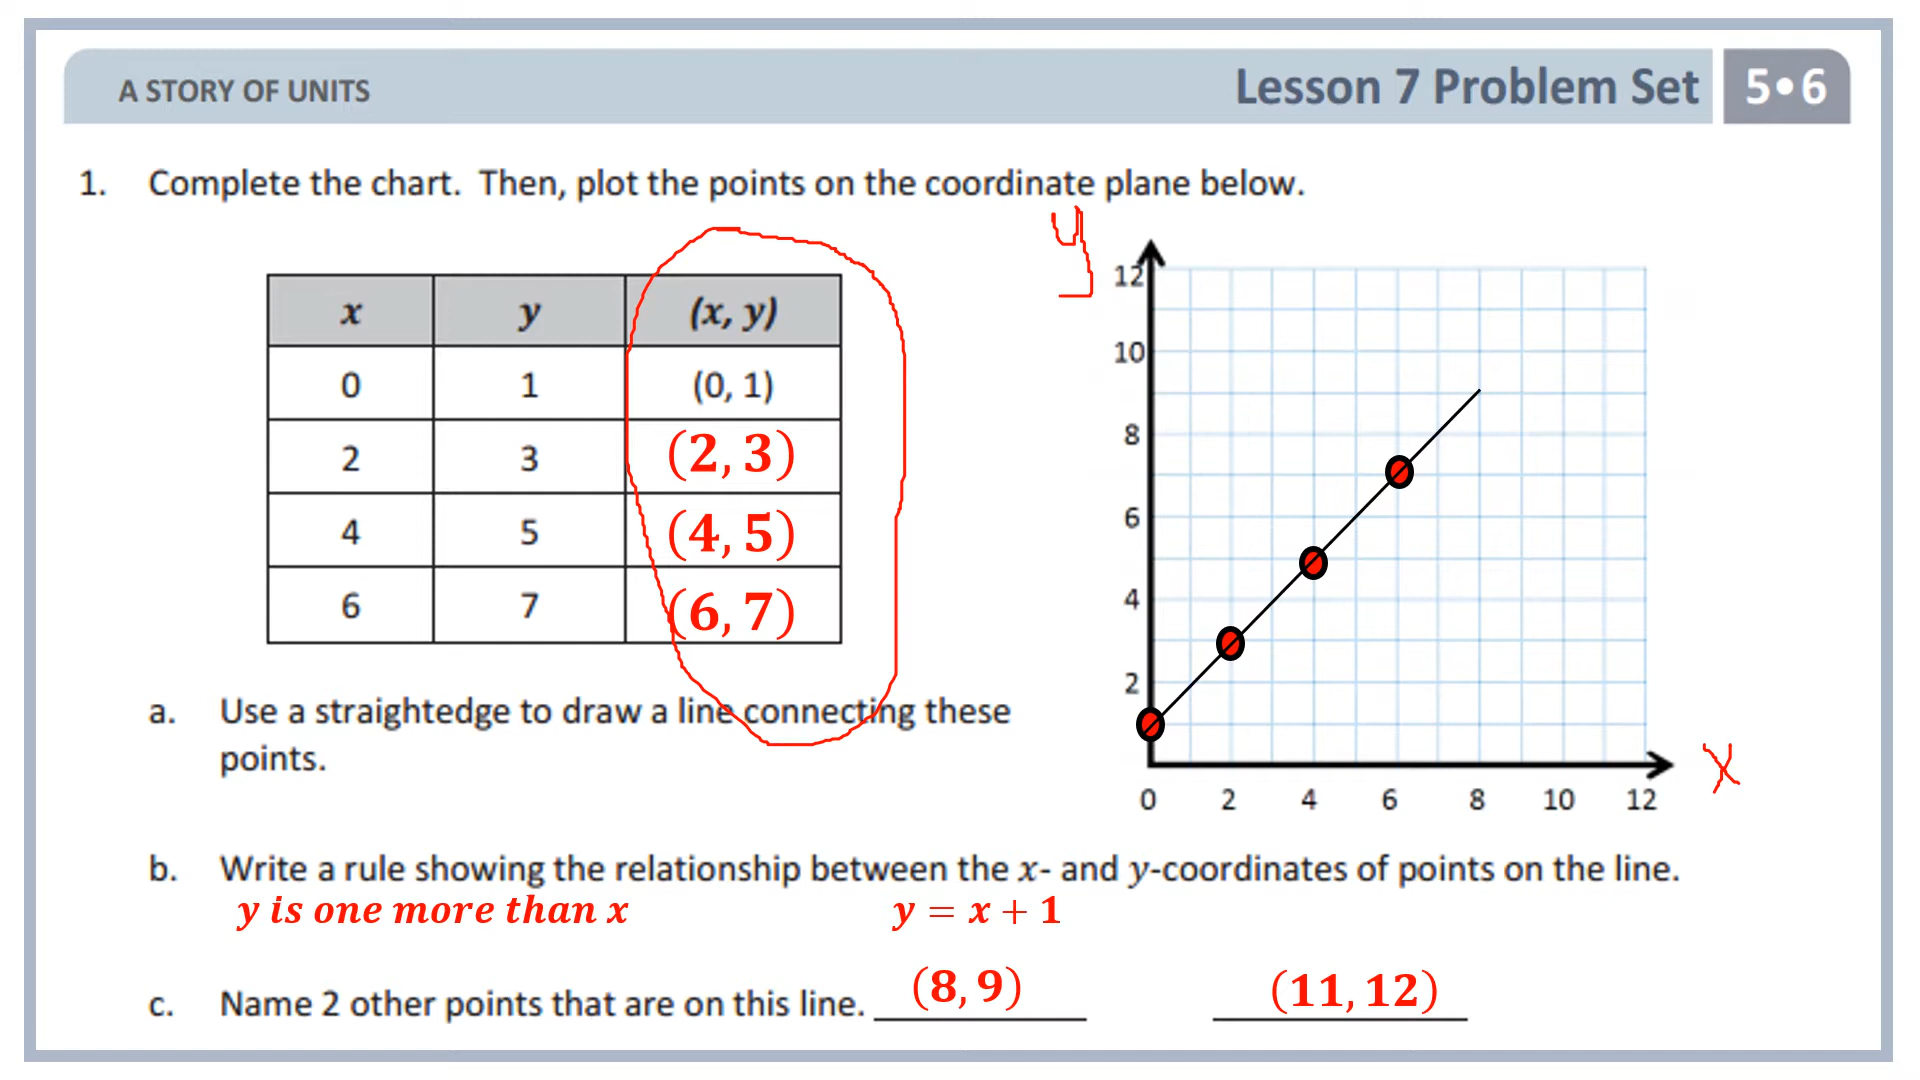 A STORY OF UNITS
Lesson 7 Problem Set 5•6
1. Complete the chart. Then, plot the points on the coordinate plane below.
x y (x, y)
0 1 (0, 1)
2 3 (2, 3)
4 5 (4, 5)
6 7 (6, 7)
y
12
10
8
6
4
2
0 2 4 6 8 10 12
x
a. Use a straightedge to draw a line connecting these
points.
b. Write a rule showing the relationship between the x- and y-coordinates of points on the line.
y is one more than x y = x + 1
c. Name 2 other points that are on this line. (8, 9) (11, 12)